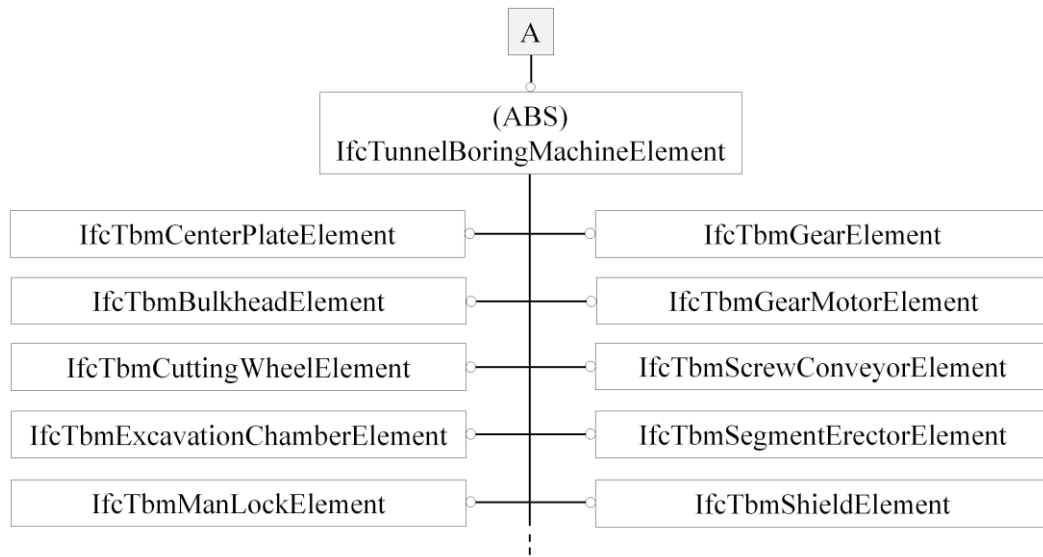 A
(ABS)
IfcTunnelBoringMachineElement
IfcTbmCenterPlateElement
IfcTbmGearElement
IfcTbmBulkheadElement
IfcTbmGearMotorElement
IfcTbmCuttingWheelElement
IfcTbmScrewConveyorElement
IfcTbmExcavationChamberElement
IfcTbmSegmentErectorElement
IfcTbmManLockElement
IfcTbmShieldElement